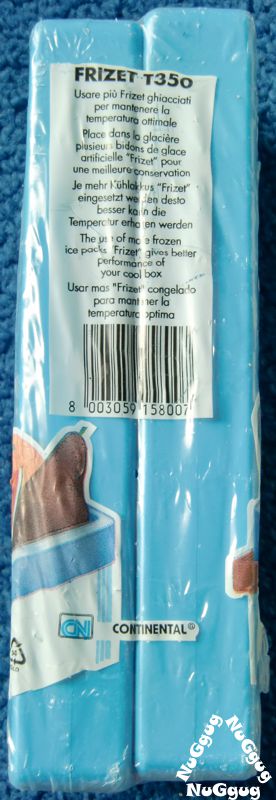 FRIZET T350
Usare più Frizet ghiacciati
per mantenere la
temperatura ottimale
Place dans la glacière
plusieurs bidons de glace
artificielle "Frizet" pour
une meilleure conservation
Je mehr Kühlakkus "Frizet"
eingesetzt werden desto
besser kann die
Temperatur erhalten werden
The use of more frozen
ice packs "Frizet" gives better
performance of
your cool box
Usar mas "Frizet" congelado
para mantener la
temperatura optima
8 003059 158007
CN CONTINENTAL®
NuGgug
NuGgug
NuGgug